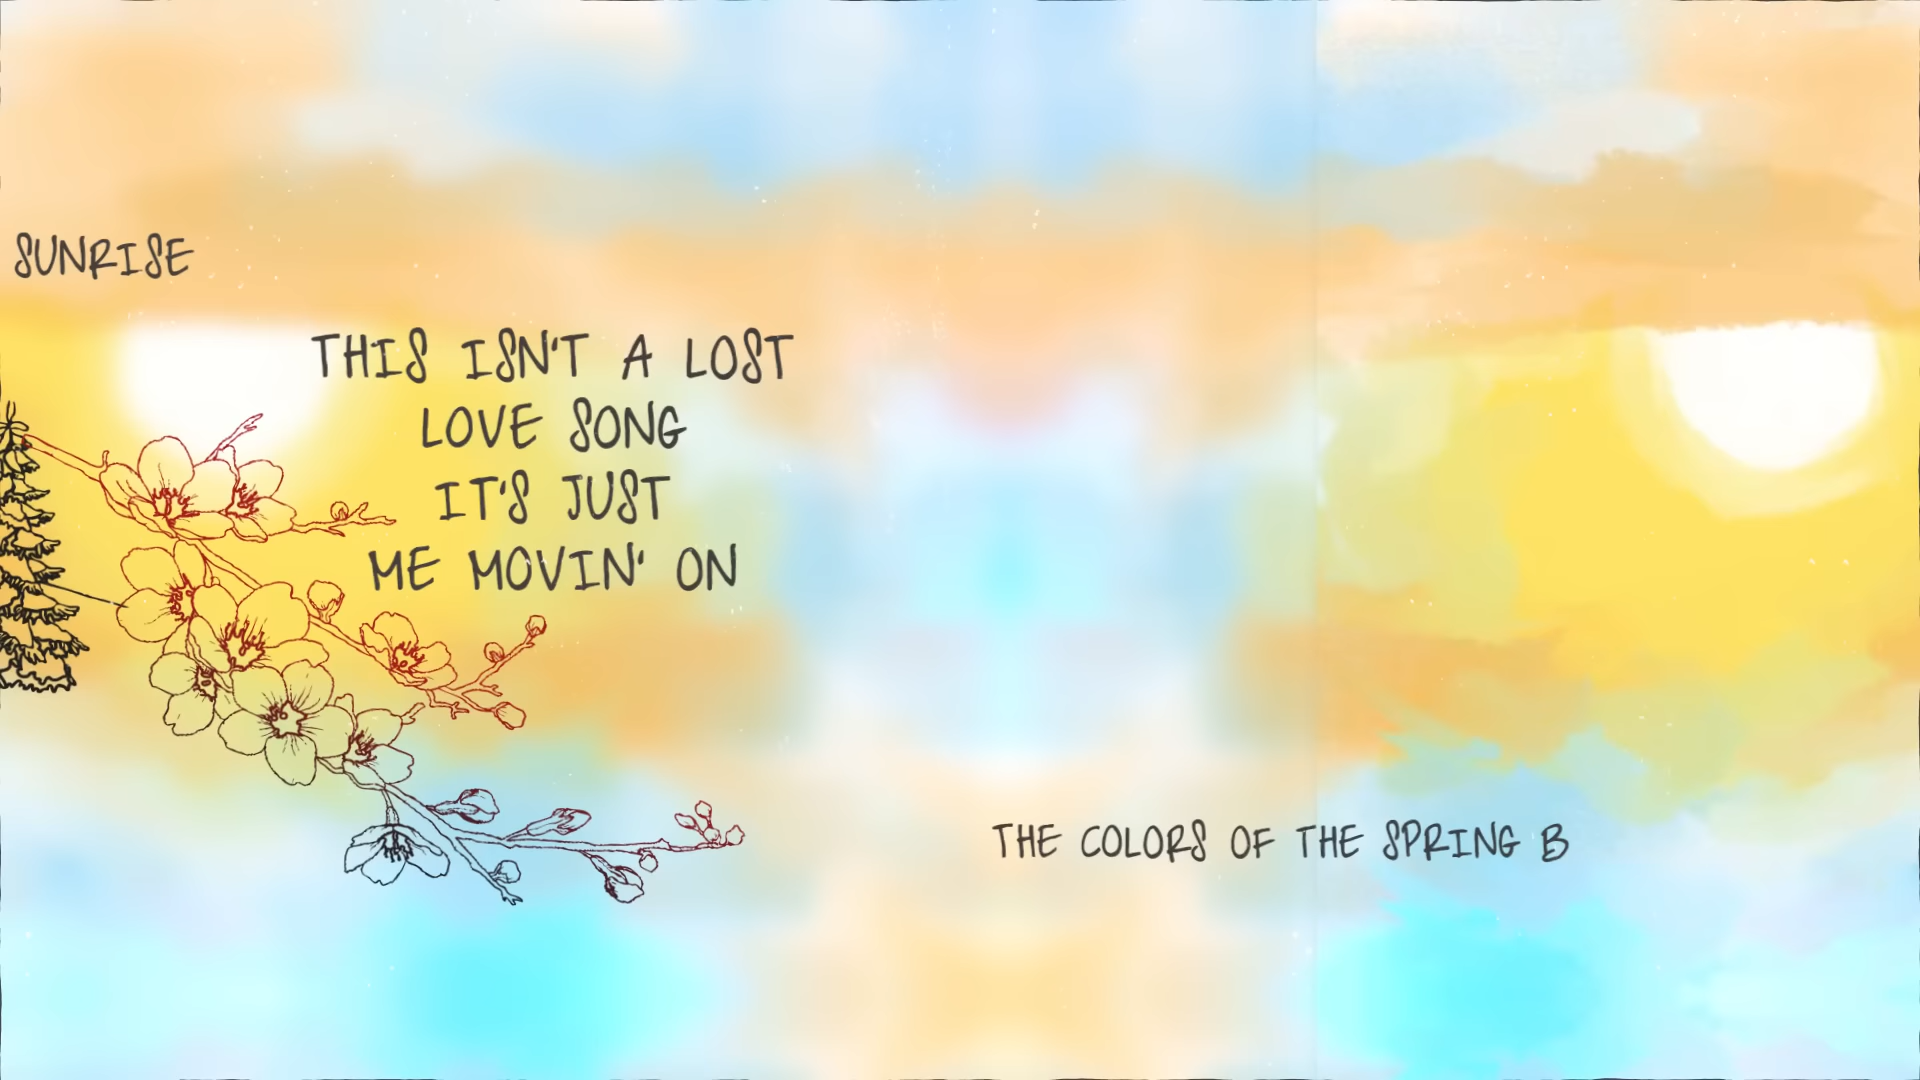 SUNRISE
THIS ISN'T A LOST
LOVE SONG
IT'S JUST
ME MOVIN' ON
THE COLORS OF THE SPRING B